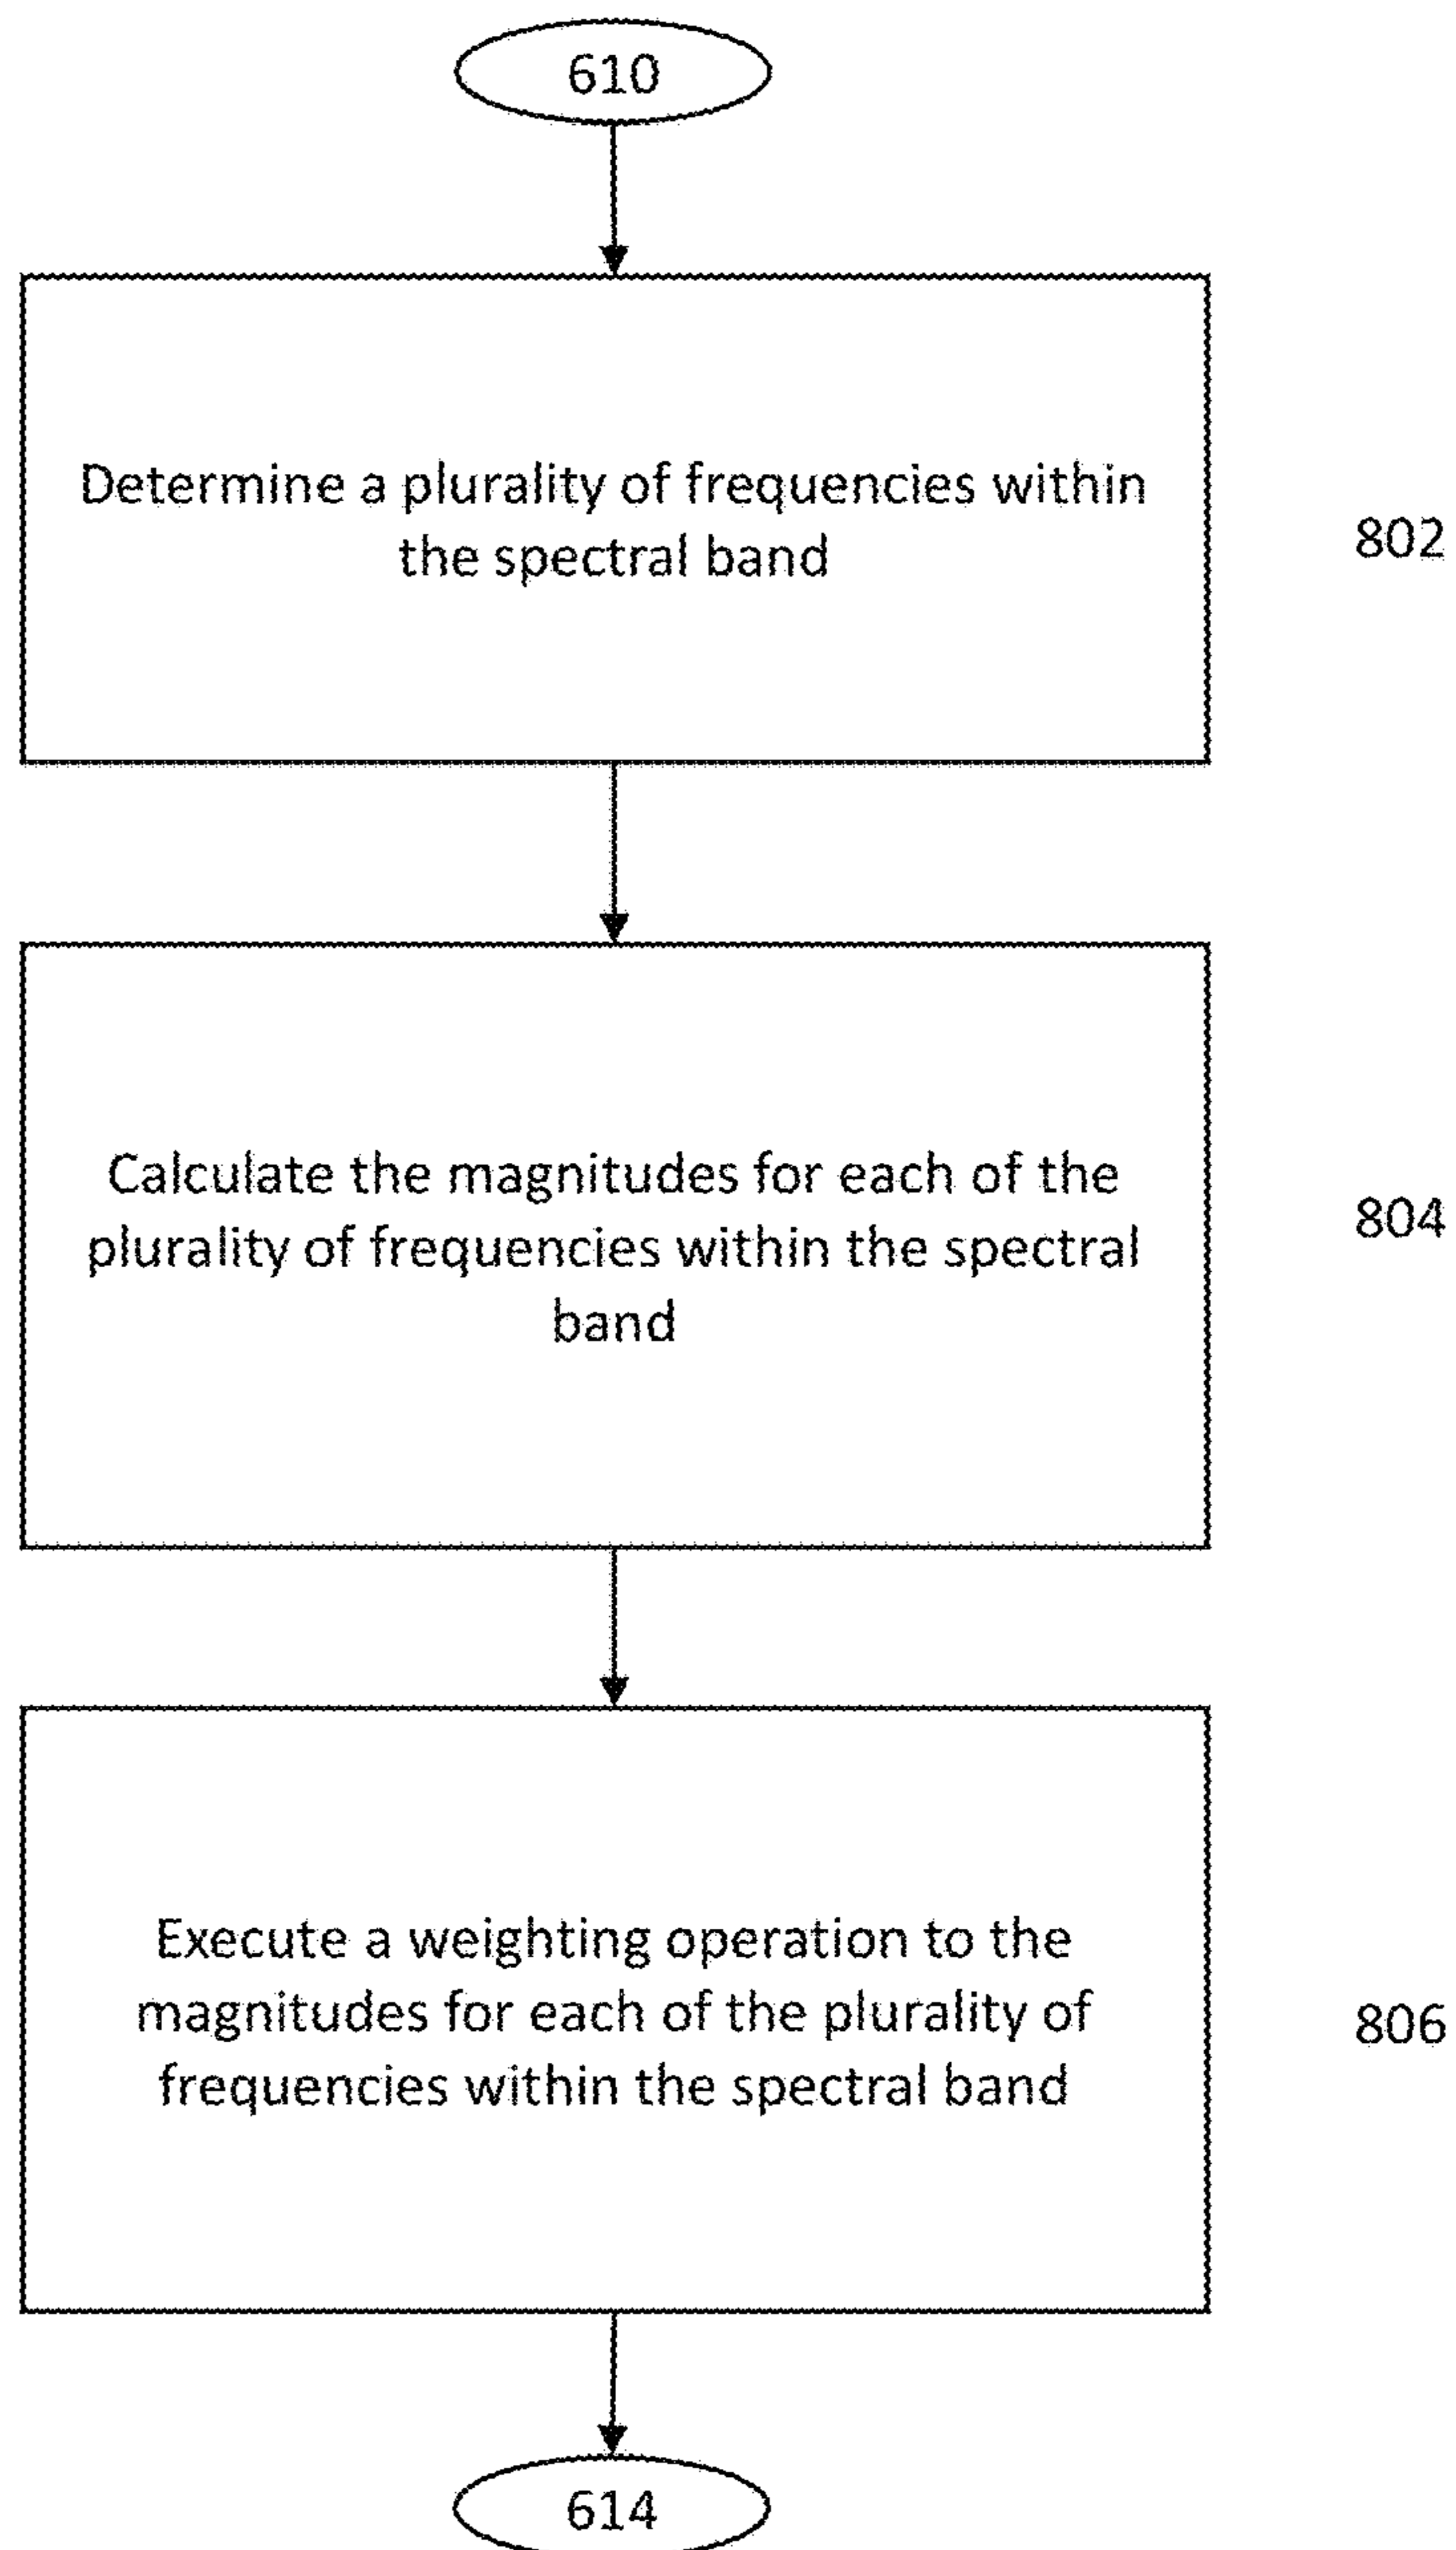 610
Determine a plurality of frequencies within
the spectral band
802
Calculate the magnitudes for each of the
plurality of frequencies within the spectral
band
804
Execute a weighting operation to the
magnitudes for each of the plurality of
frequencies within the spectral band
806
614